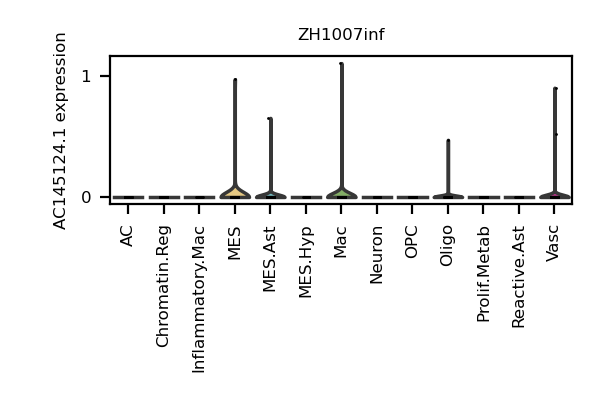 ZH1007inf
AC145124.1 expression
1
0
AC
Chromatin.Reg
Inflammatory.Mac
MES
MES.Ast
MES.Hyp
Mac
Neuron
OPC
Oligo
Prolif.Metab
Reactive.Ast
Vasc